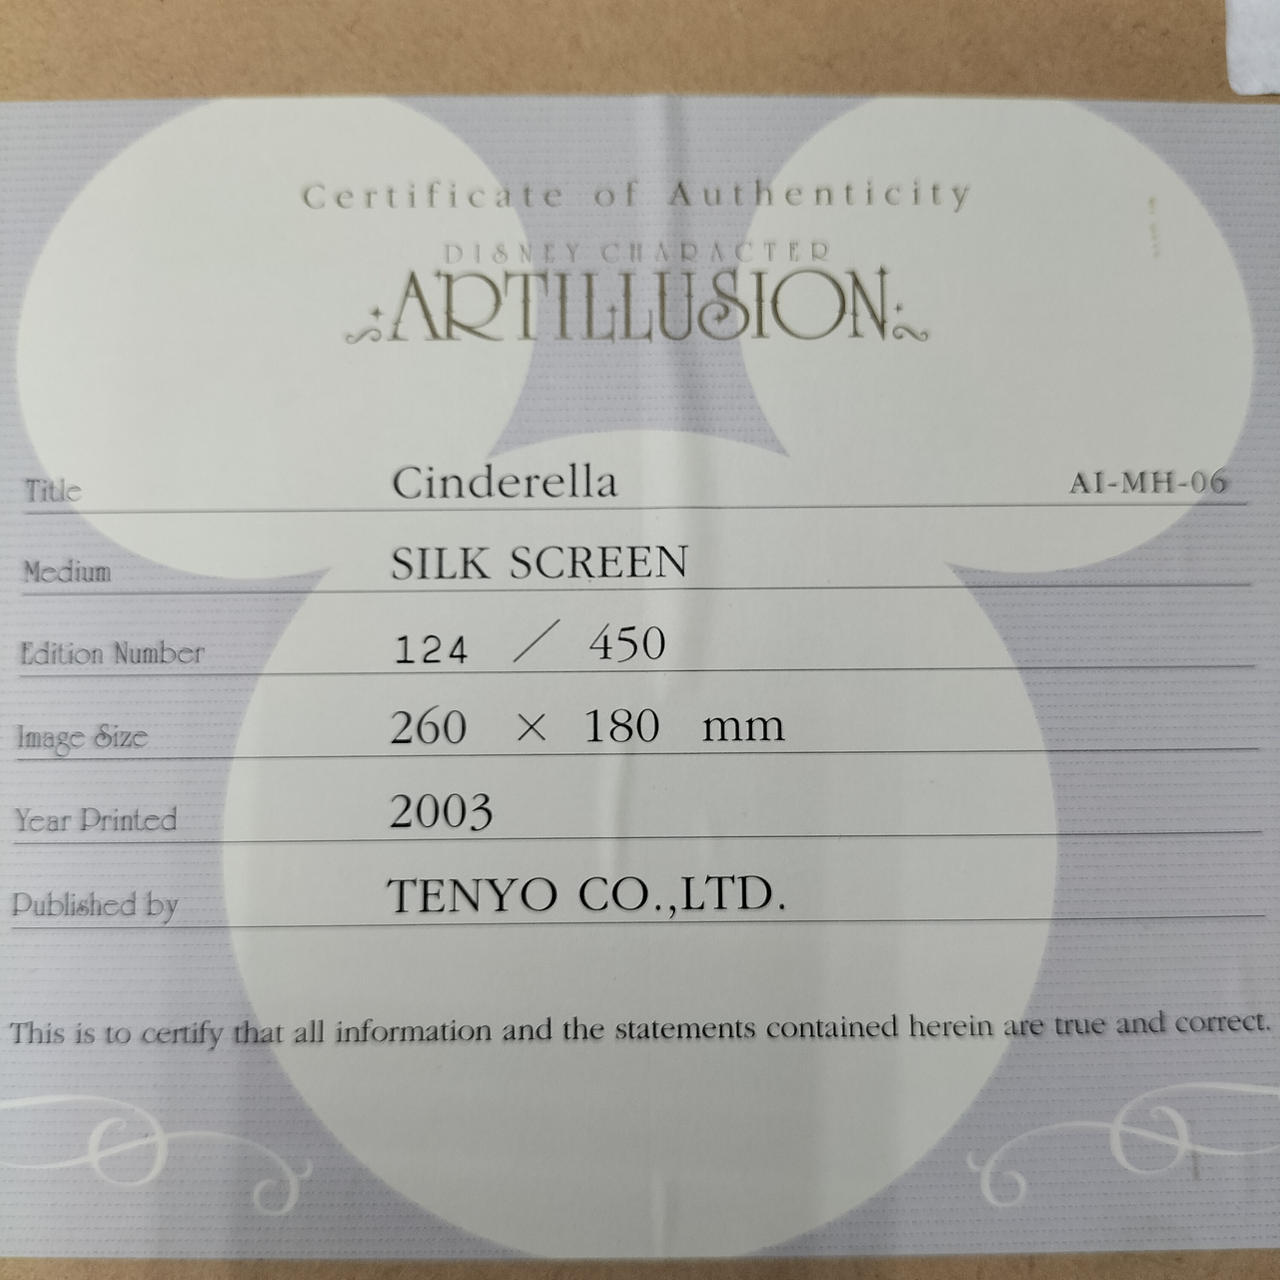 Certificate of Authenticity
DISNEY CHARACTER
ARTILLUSION
Title Cinderella AI-MH-06
Medium SILK SCREEN
Edition Number 124 / 450
Image Size 260 × 180 mm
Year Printed 2003
Published by TENYO CO.,LTD.
This is to certify that all information and the statements contained herein are true and correct.